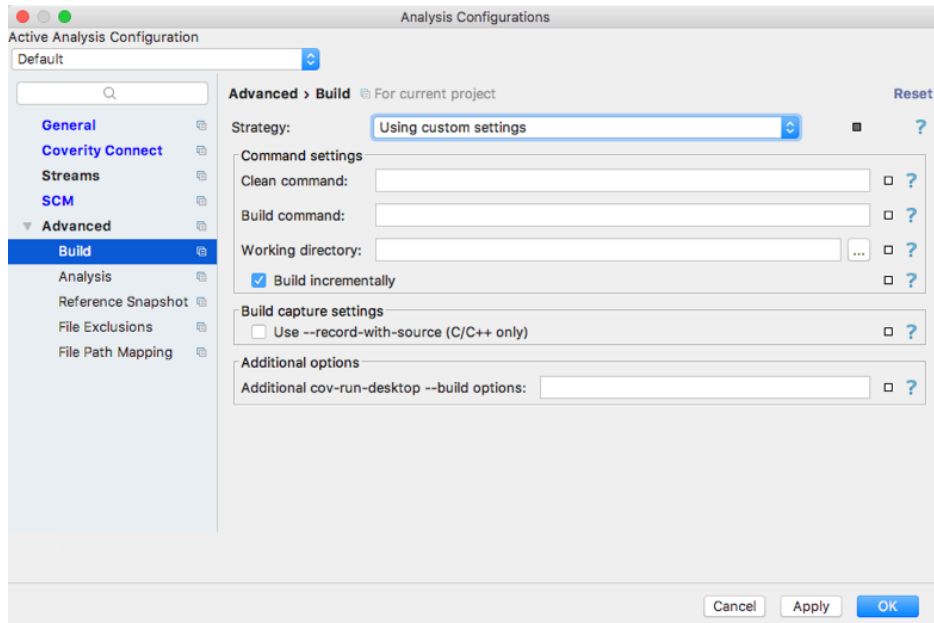 Analysis Configurations
Active Analysis Configuration
Default
Advanced › Build For current project Reset
General
Coverity Connect
Streams
SCM
Advanced
Build
Analysis
Reference Snapshot
File Exclusions
File Path Mapping
Strategy: Using custom settings ?
Command settings
Clean command: ?
Build command: ?
Working directory: ... ?
Build incrementally ?
Build capture settings
Use --record-with-source (C/C++ only) ?
Additional options
Additional cov-run-desktop --build options: ?
Cancel Apply OK